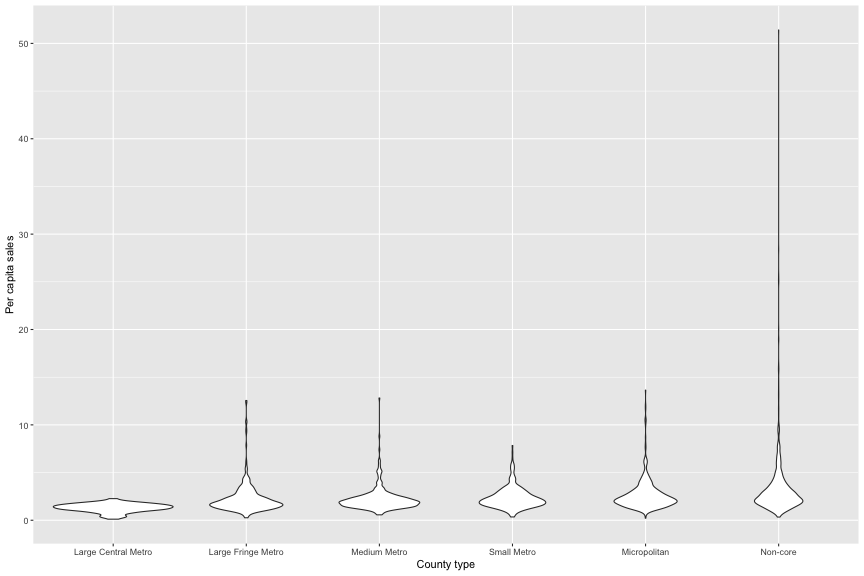 Per capita sales
50
40
30
20
10
0
Large Central Metro
Large Fringe Metro
Medium Metro
Small Metro
Micropolitan
Non-core
County type